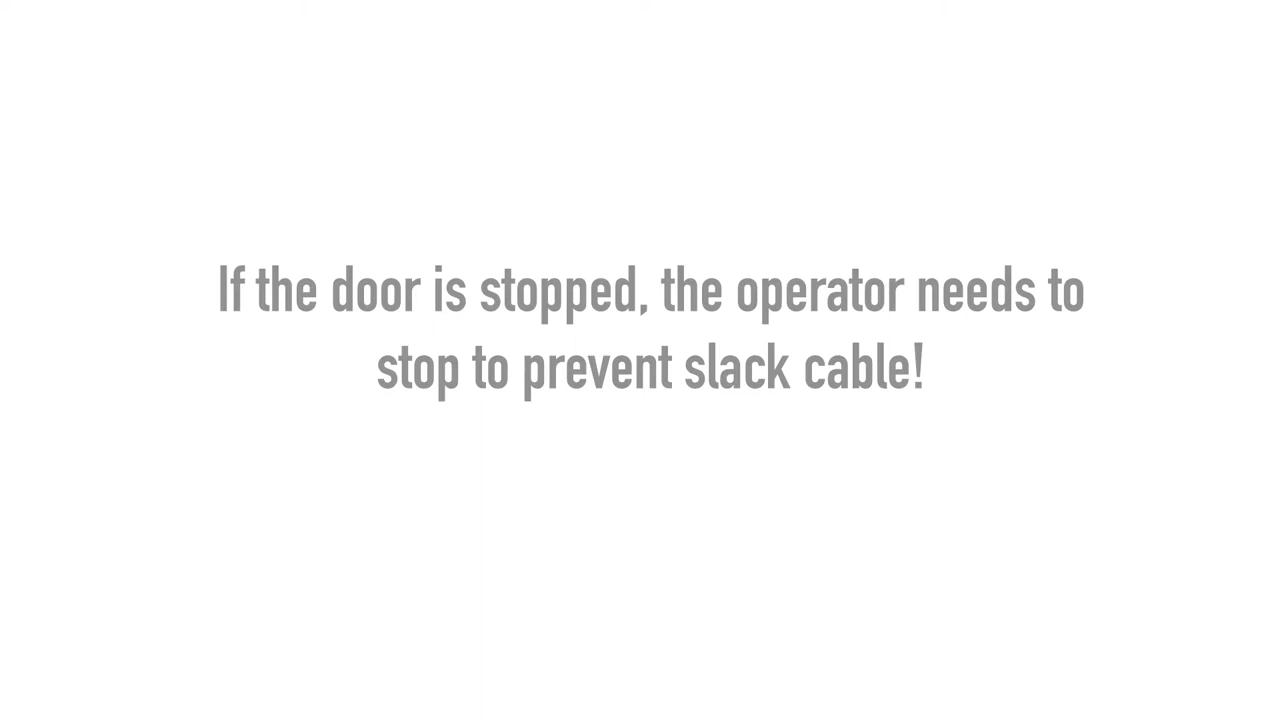 If the door is stopped, the operator needs to
stop to prevent slack cable!